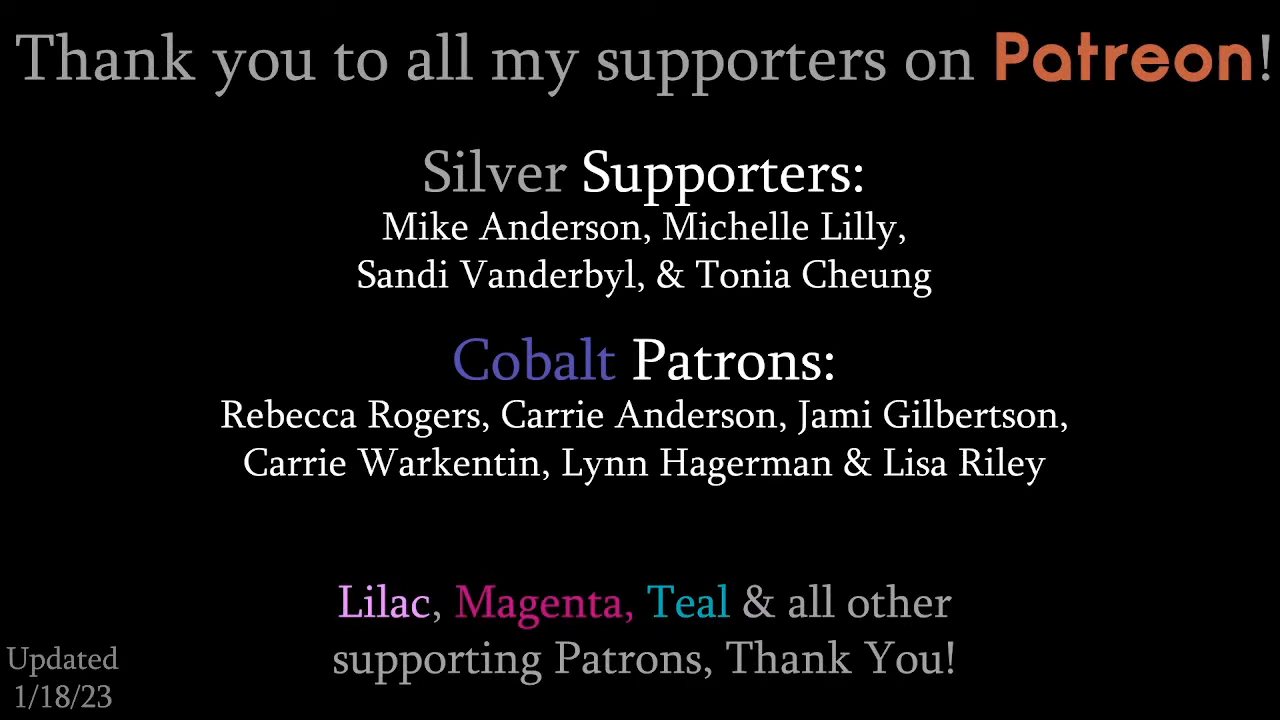 Thank you to all my supporters on Patreon!
Silver Supporters:
Mike Anderson, Michelle Lilly,
Sandi Vanderbyl, & Tonia Cheung
Cobalt Patrons:
Rebecca Rogers, Carrie Anderson, Jami Gilbertson,
Carrie Warkentin, Lynn Hagerman & Lisa Riley
Lilac, Magenta, Teal & all other
supporting Patrons, Thank You!
Updated
1/18/23